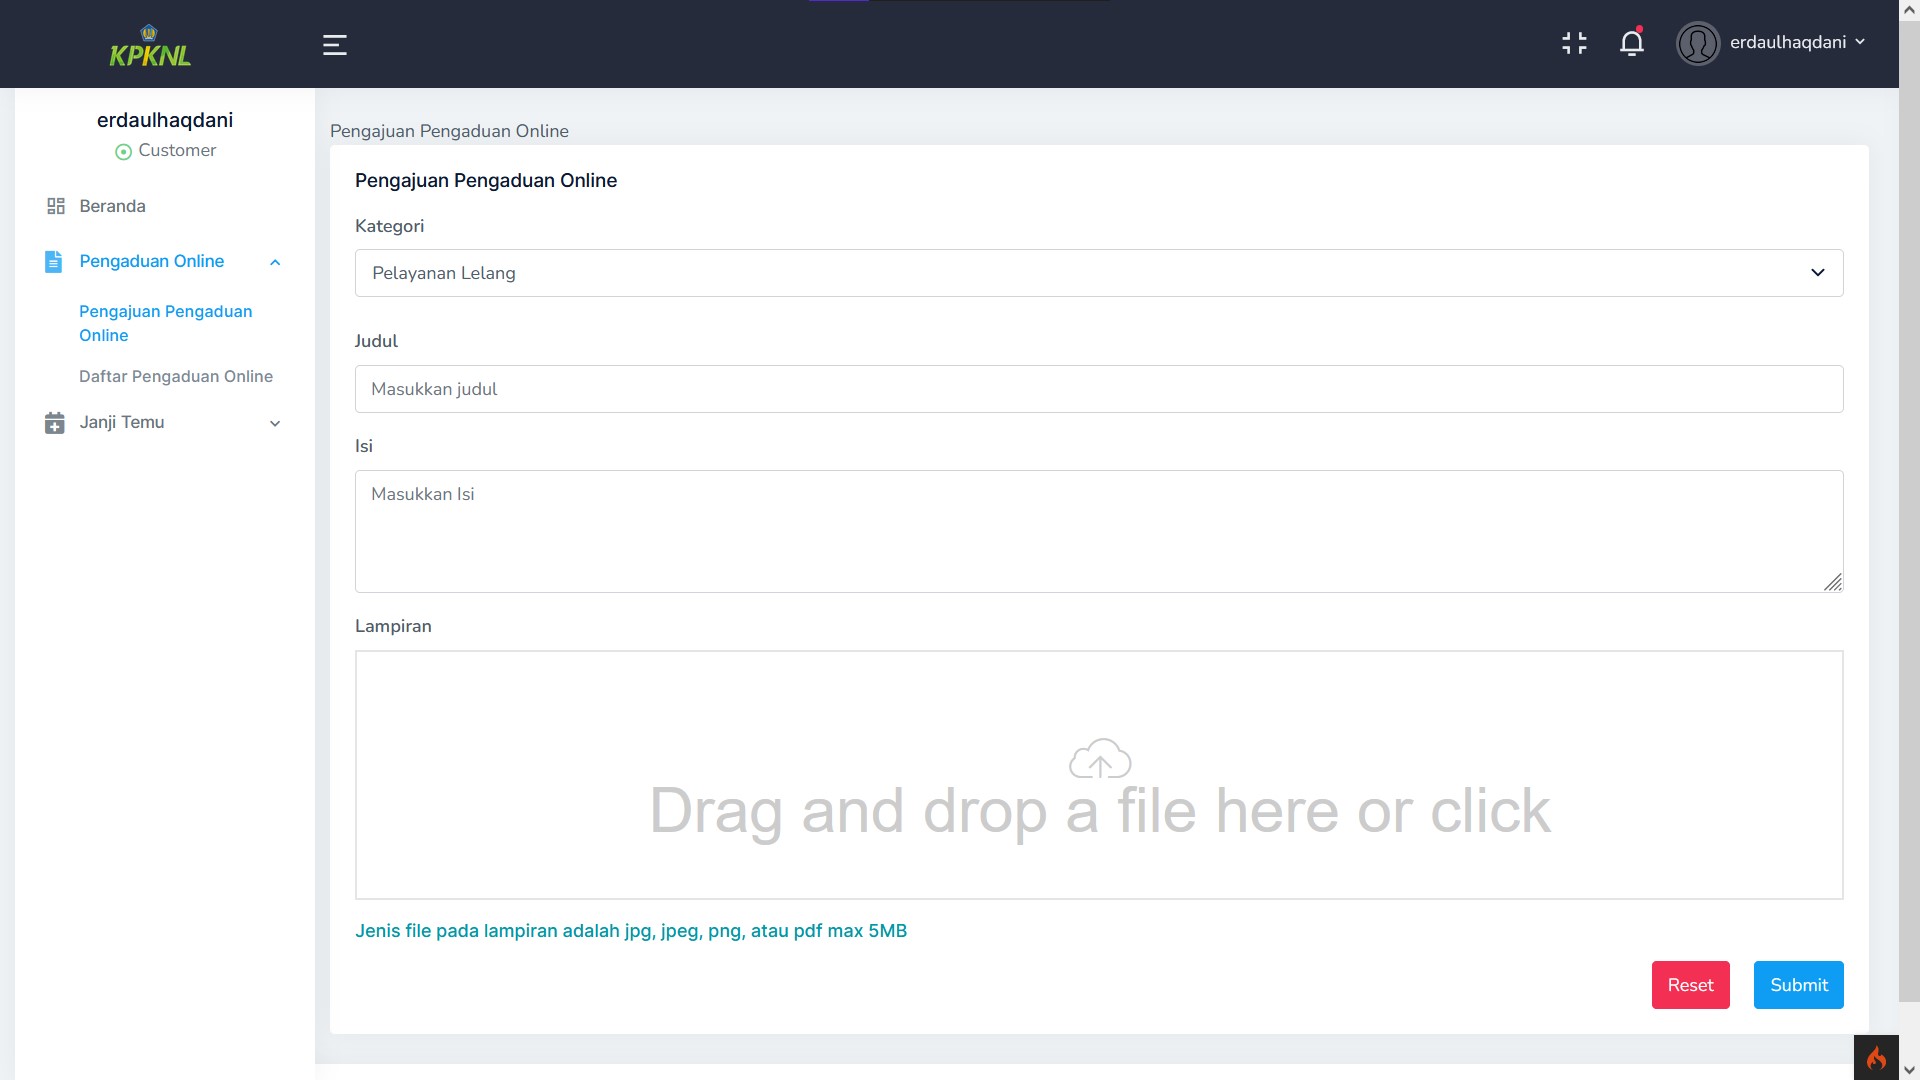 KPKNL
erdaulhaqdani
erdaulhaqdani
Customer
Beranda
Pengaduan Online
Pengajuan Pengaduan
Online
Daftar Pengaduan Online
Janji Temu
Pengajuan Pengaduan Online
Pengajuan Pengaduan Online
Kategori
Pelayanan Lelang
Judul
Masukkan judul
Isi
Masukkan Isi
Lampiran
Drag and drop a file here or click
Jenis file pada lampiran adalah jpg, jpeg, png, atau pdf max 5MB
Reset
Submit